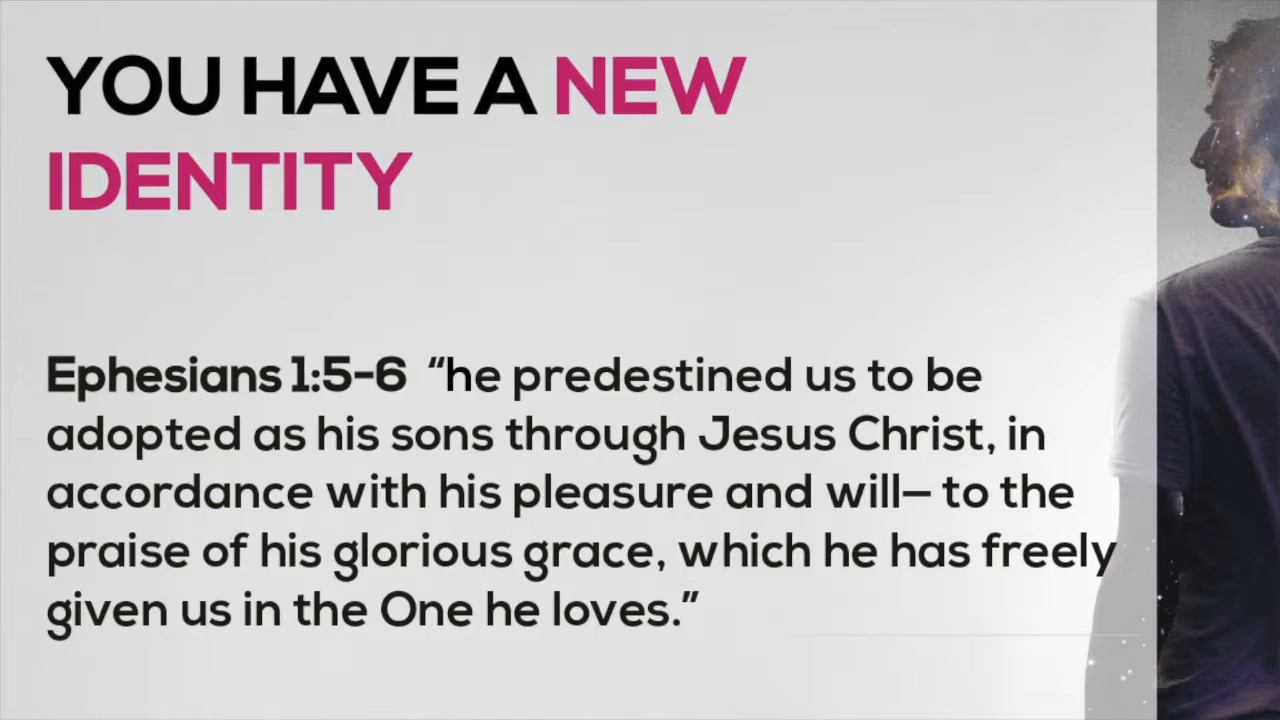 YOU HAVE A NEW
IDENTITY
Ephesians 1:5-6 “he predestined us to be
adopted as his sons through Jesus Christ, in
accordance with his pleasure and will— to the
praise of his glorious grace, which he has freely
given us in the One he loves.”